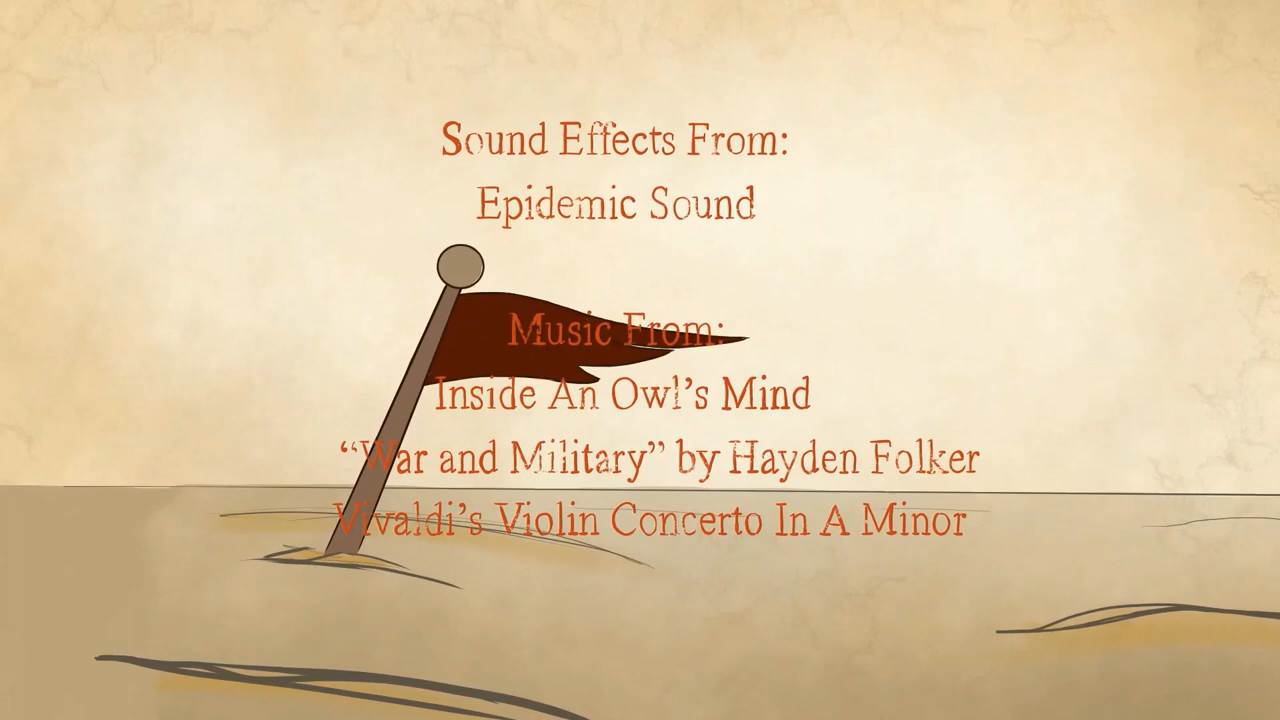 Sound Effects From:
Epidemic Sound
Music From:
Inside An Owl's Mind
“War and Military” by Hayden Folker
Vivaldi's Violin Concerto In A Minor